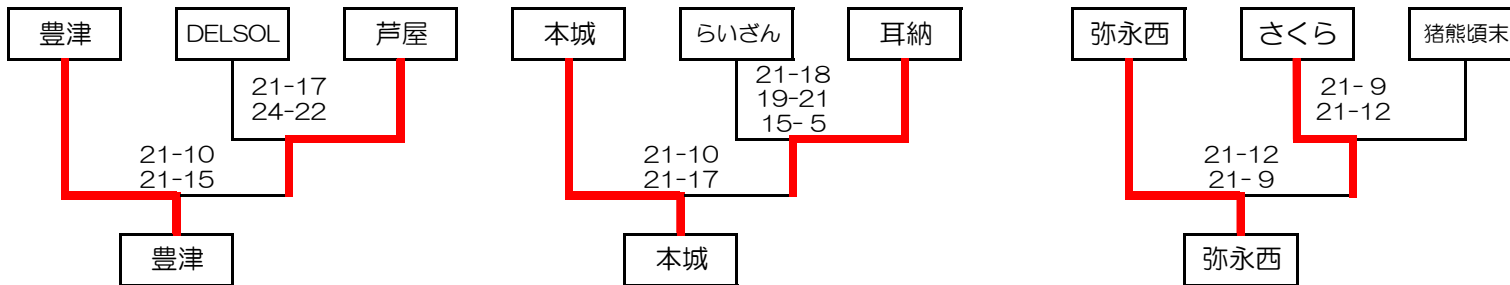 豊津
DELSOL
芦屋
本城
らいざん
耳納
弥永西
さくら
猪熊頃末
21-17
24-22
21-18
19-21
15- 5
21- 9
21-12
21-10
21-15
21-10
21-17
21-12
21- 9
豊津
本城
弥永西